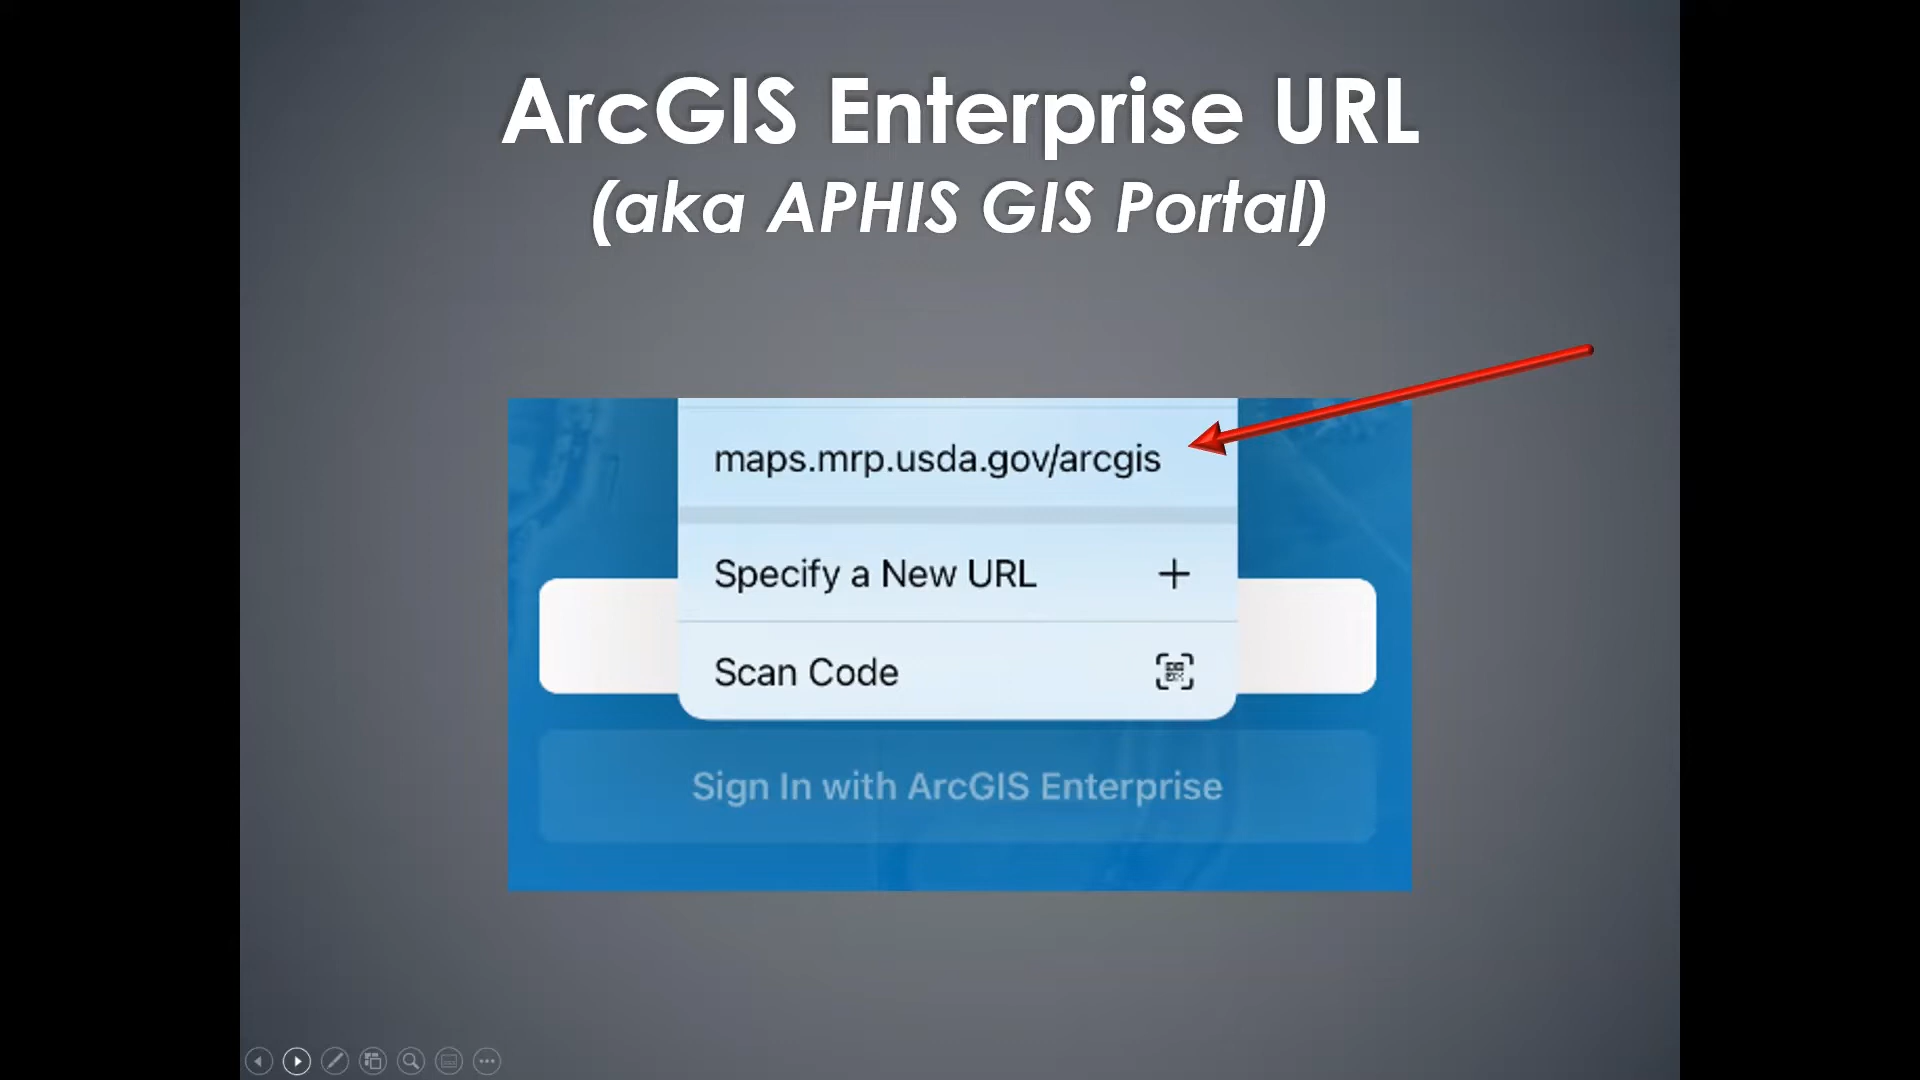 ArcGIS Enterprise URL
(aka APHIS GIS Portal)
maps.mrp.usda.gov/arcgis
Specify a New URL
Scan Code
Sign In with ArcGIS Enterprise